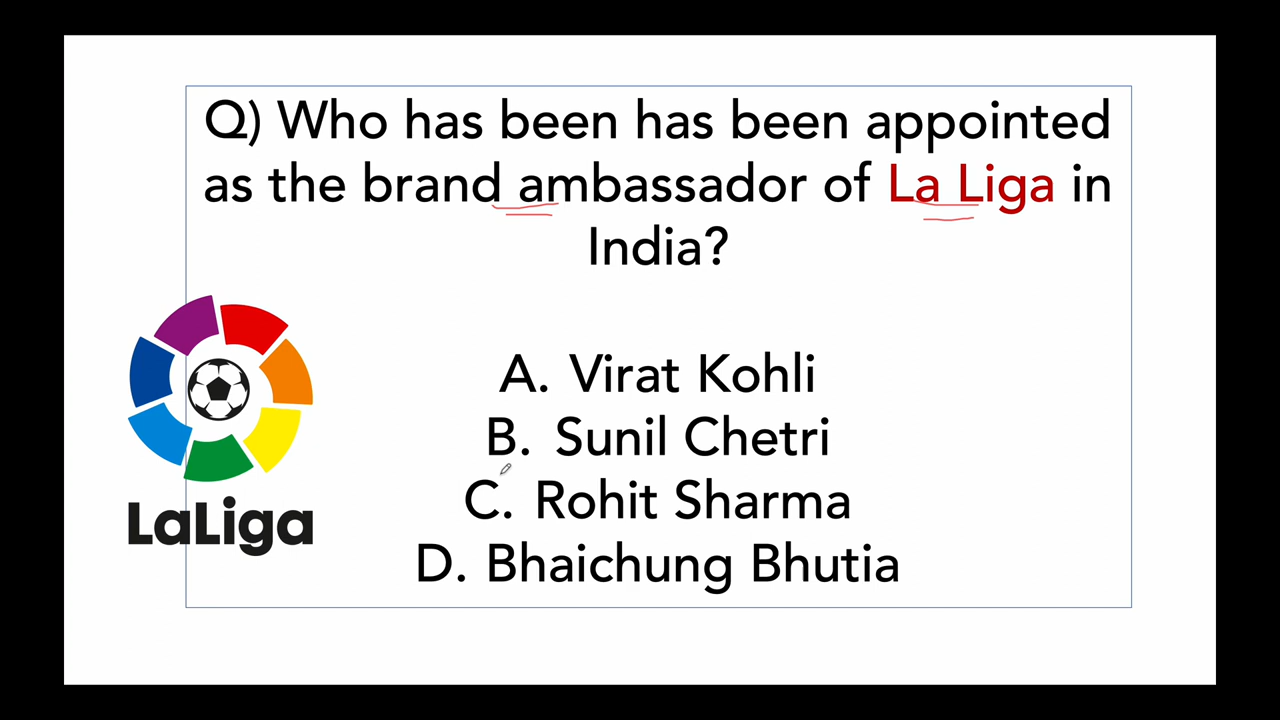 Q) Who has been has been appointed
as the brand ambassador of La Liga in
India?
A. Virat Kohli
B. Sunil Chetri
C. Rohit Sharma
D. Bhaichung Bhutia
LaLiga